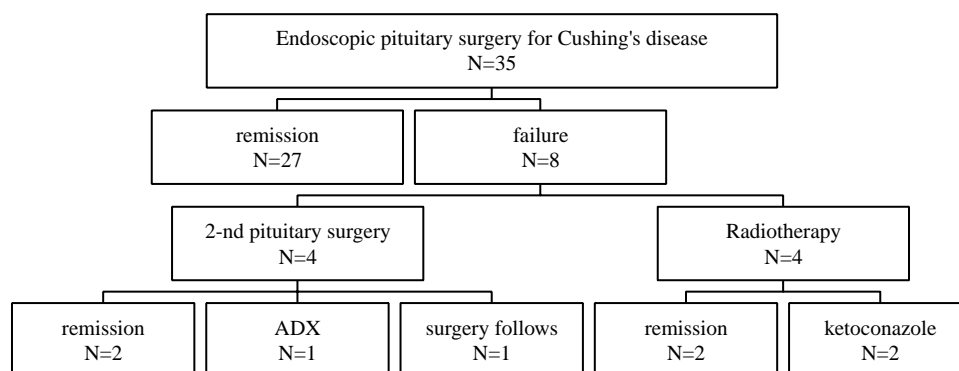 Endoscopic pituitary surgery for Cushing's disease
N=35
remission
N=27
failure
N=8
2-nd pituitary surgery
N=4
Radiotherapy
N=4
remission
N=2
ADX
N=1
surgery follows
N=1
remission
N=2
ketoconazole
N=2